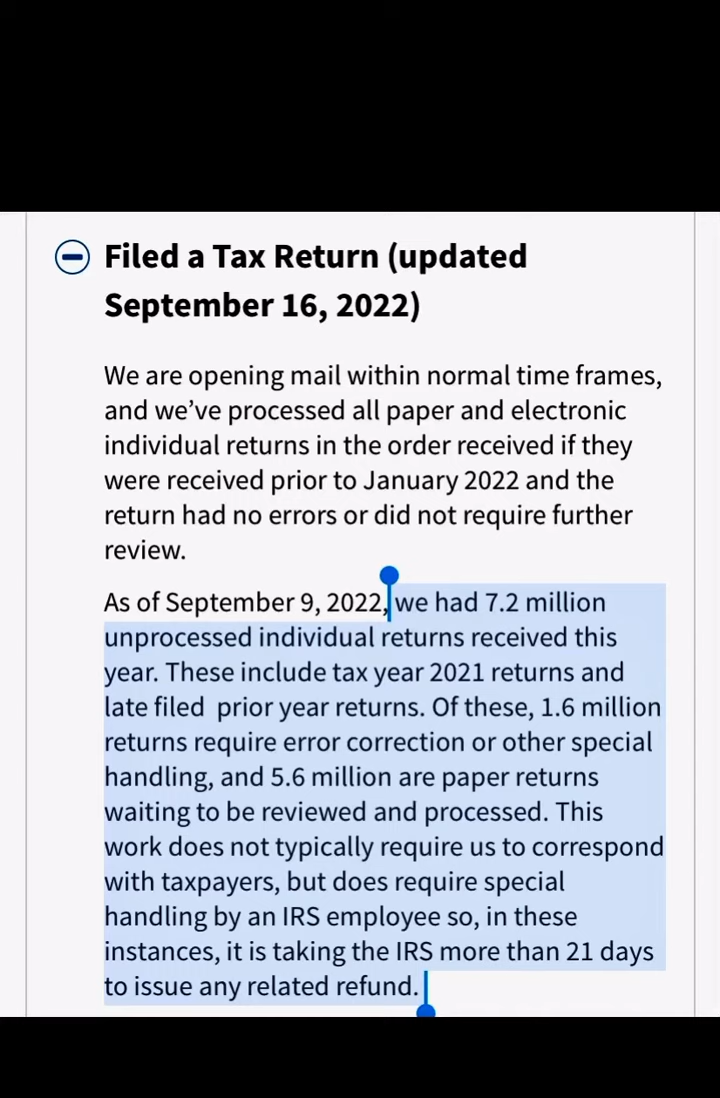 Filed a Tax Return (updated
September 16, 2022)
We are opening mail within normal time frames,
and we’ve processed all paper and electronic
individual returns in the order received if they
were received prior to January 2022 and the
return had no errors or did not require further
review.
As of September 9, 2022, we had 7.2 million
unprocessed individual returns received this
year. These include tax year 2021 returns and
late filed  prior year returns. Of these, 1.6 million
returns require error correction or other special
handling, and 5.6 million are paper returns
waiting to be reviewed and processed. This
work does not typically require us to correspond
with taxpayers, but does require special
handling by an IRS employee so, in these
instances, it is taking the IRS more than 21 days
to issue any related refund.